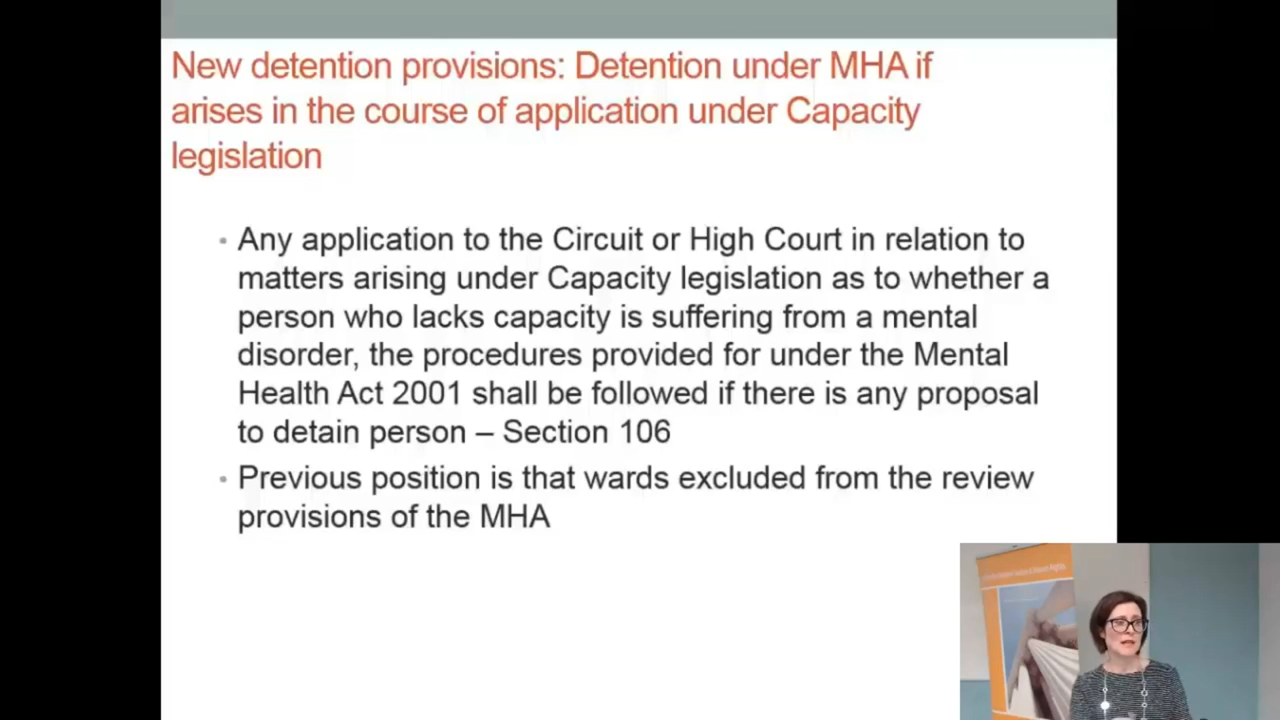 New detention provisions: Detention under MHA if
arises in the course of application under Capacity
legislation
• Any application to the Circuit or High Court in relation to
matters arising under Capacity legislation as to whether a
person who lacks capacity is suffering from a mental
disorder, the procedures provided for under the Mental
Health Act 2001 shall be followed if there is any proposal
to detain person – Section 106
• Previous position is that wards excluded from the review
provisions of the MHA